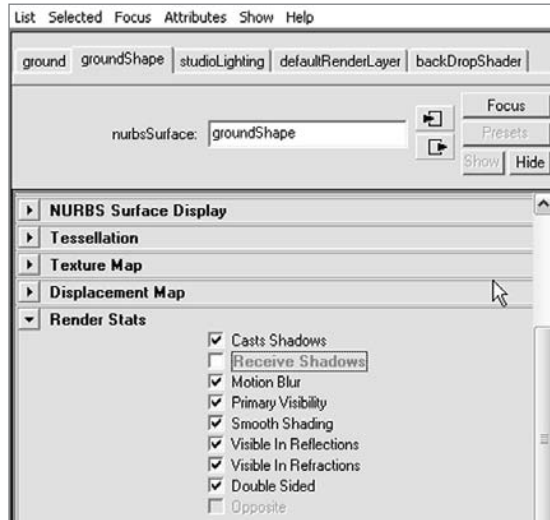 List Selected Focus Attributes Show Help
ground groundShape studioLighting defaultRenderLayer backDropShader
nurbsSurface: groundShape
Focus
Presets
Show Hide
NURBS Surface Display
Tessellation
Texture Map
Displacement Map
Render Stats
Casts Shadows
Receive Shadows
Motion Blur
Primary Visibility
Smooth Shading
Visible In Reflections
Visible In Refractions
Double Sided
Opposite